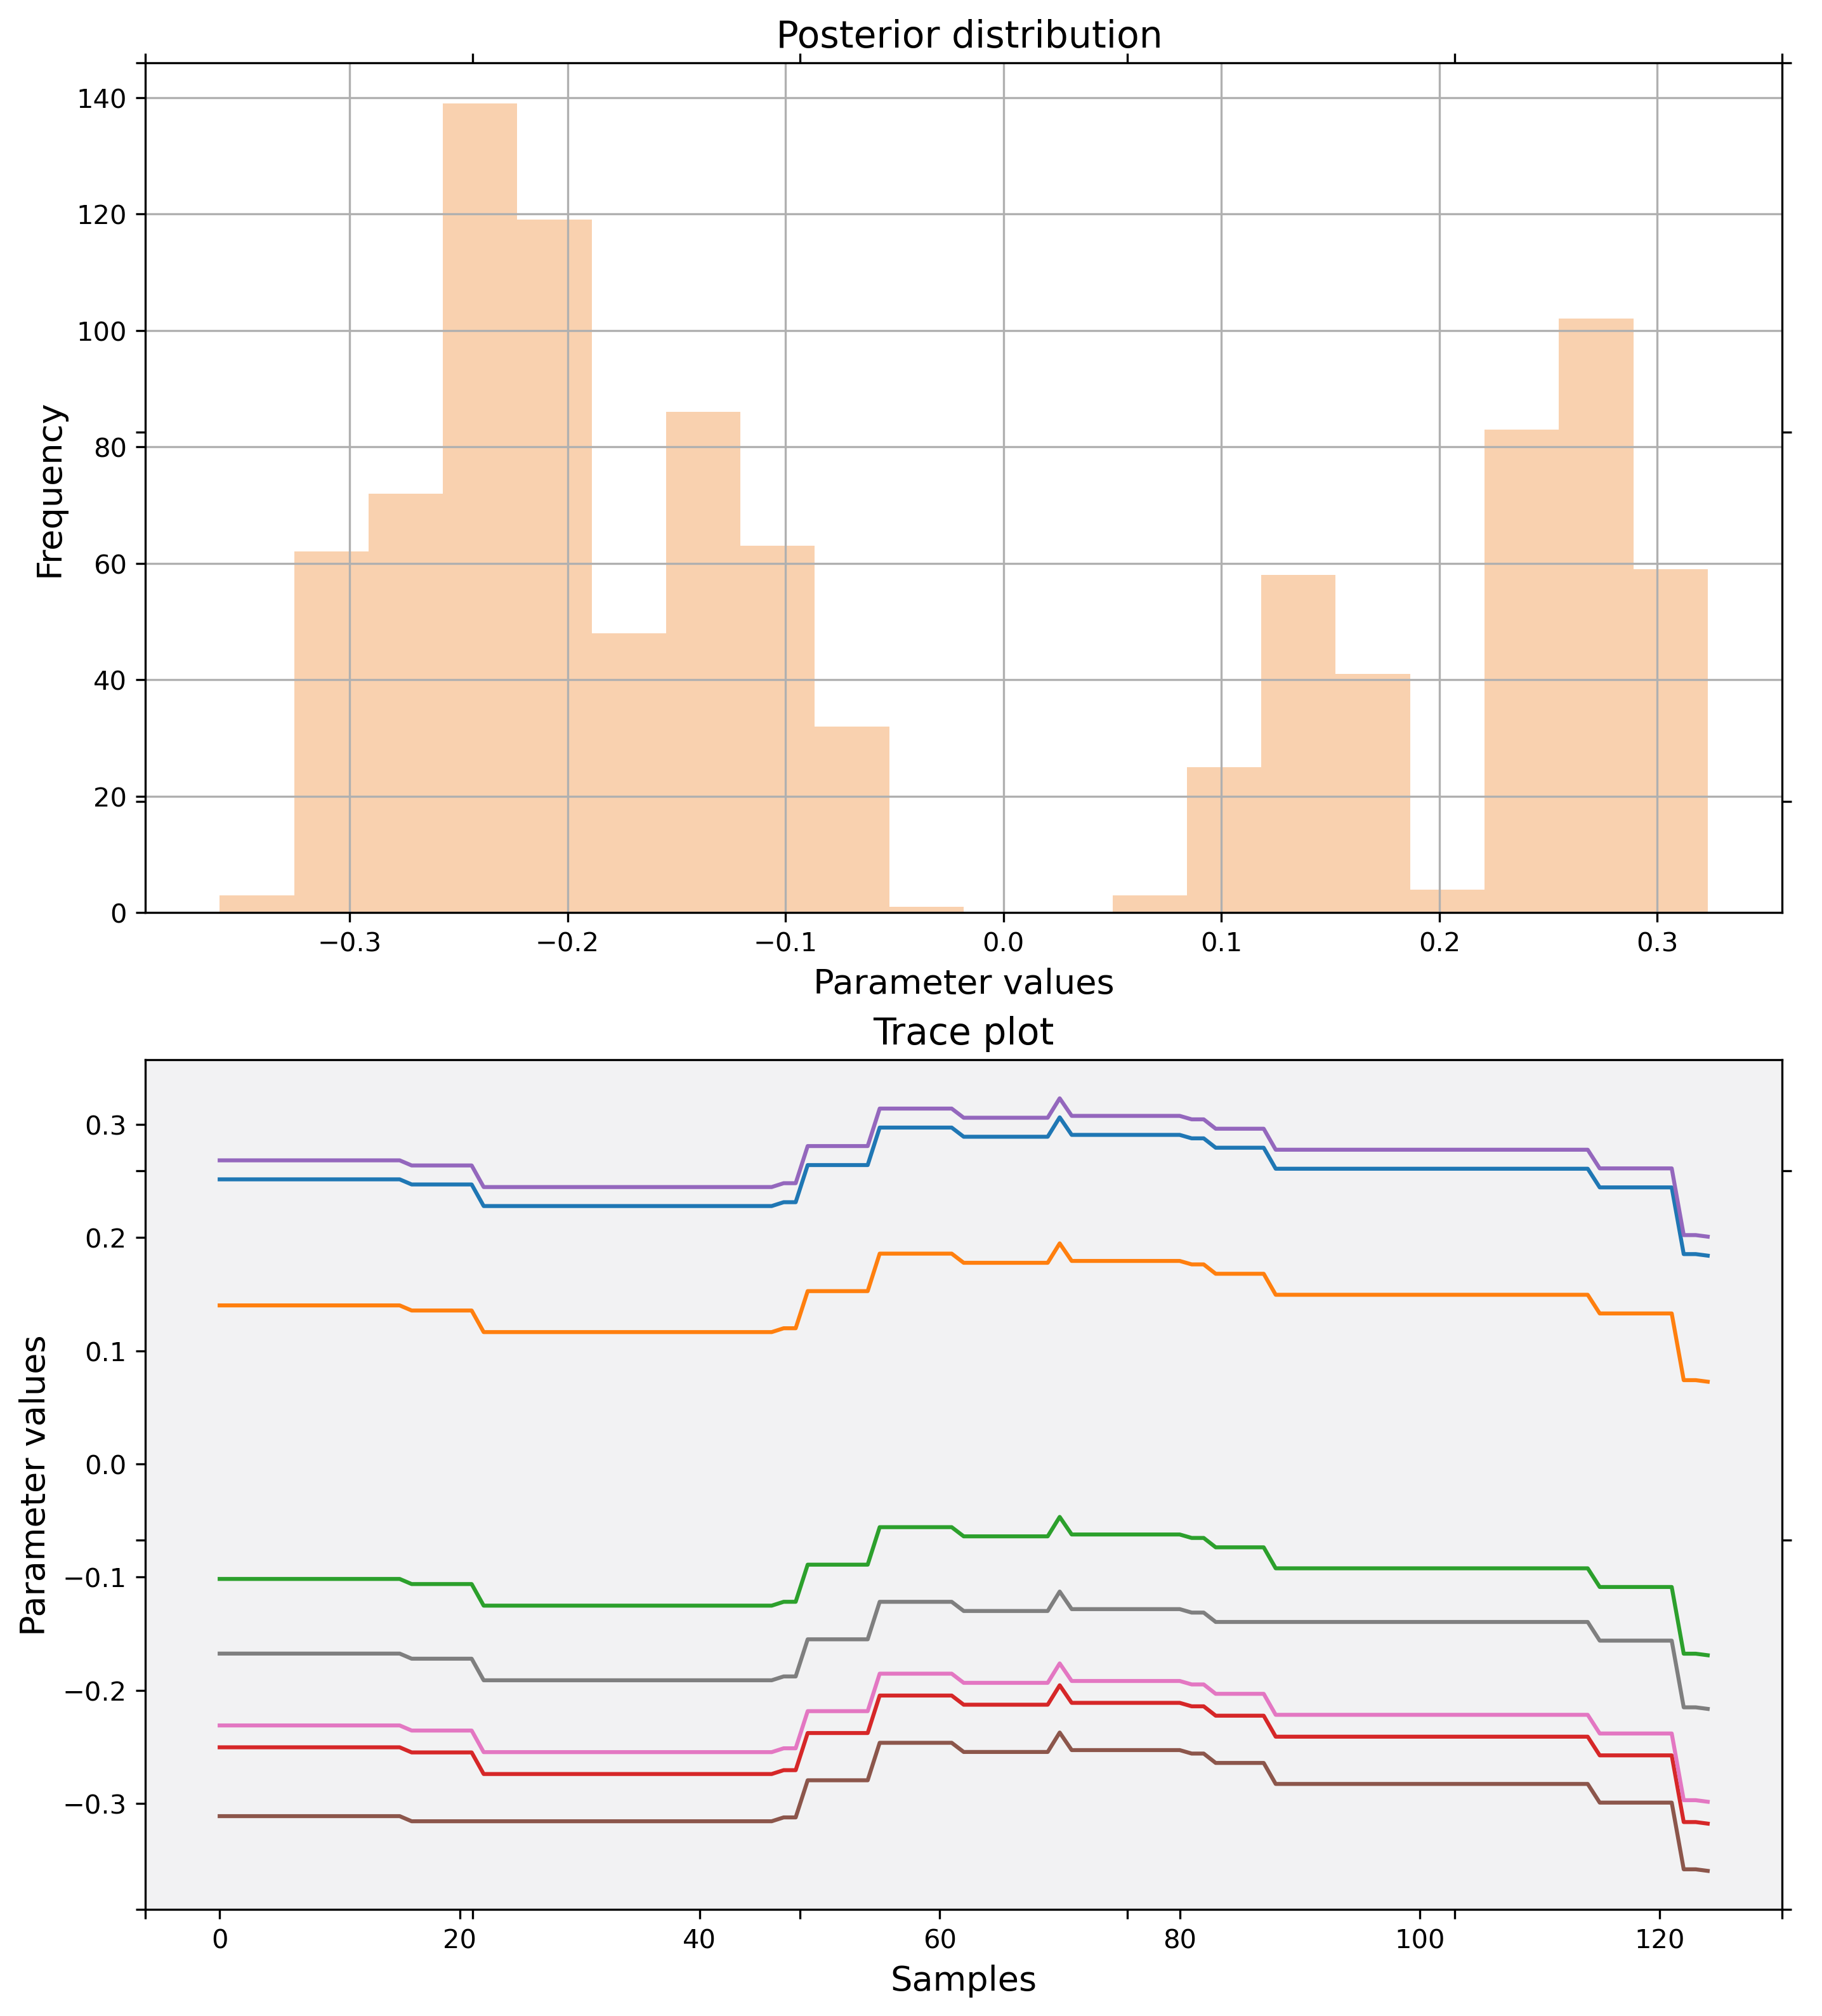 Posterior distribution
140
120
100
80
60
40
20
0
Frequency
−0.3 −0.2 −0.1 0.0 0.1 0.2 0.3
Parameter values
Trace plot
0.3
0.2
0.1
0.0
−0.1
−0.2
−0.3
Parameter values
0 20 40 60 80 100 120
Samples